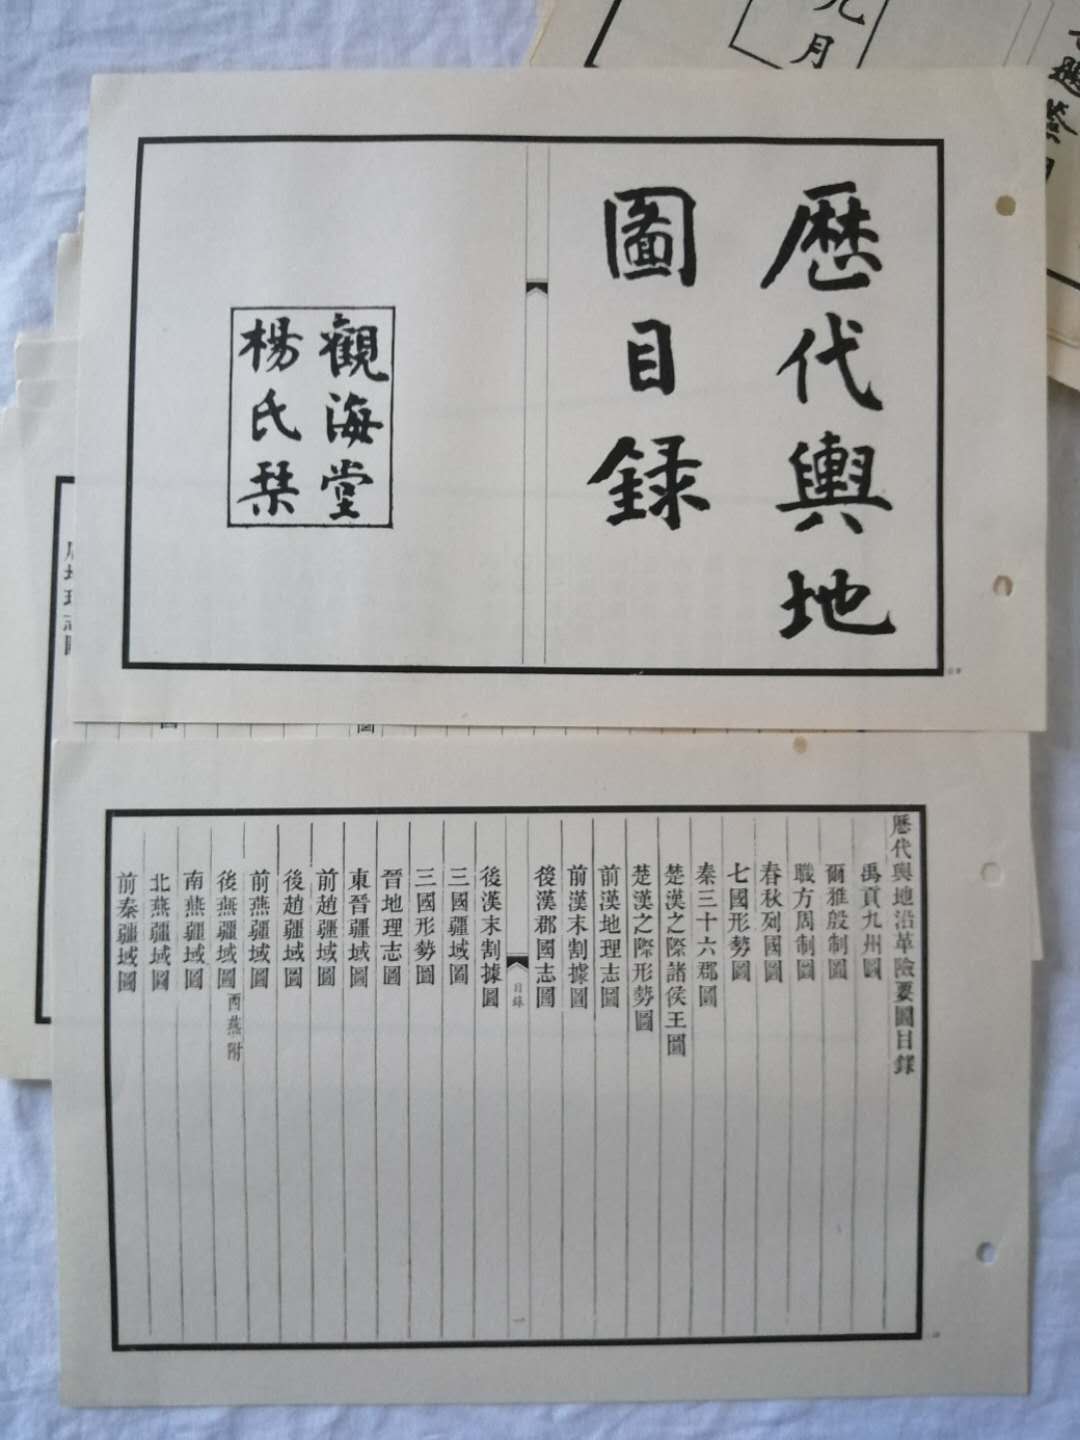 歷代輿地
圖目録
觀海堂
楊氏栞
歷代輿地沿革險要圖目錄
禹貢九州圖
爾雅殷制圖
職方周制圖
春秋列國圖
七國形勢圖
秦三十六郡圖
楚漢之際諸侯王圖
楚漢之際形勢圖
前漢地理志圖
前漢末割據圖
後漢郡國志圖
目錄
一
後漢末割據圖
三國疆域圖
三國形勢圖
晉地理志圖
東晉疆域圖
前趙疆域圖
後趙疆域圖
前燕疆域圖
後燕疆域圖西燕附
南燕疆域圖
北燕疆域圖
前秦疆域圖
九月
圖